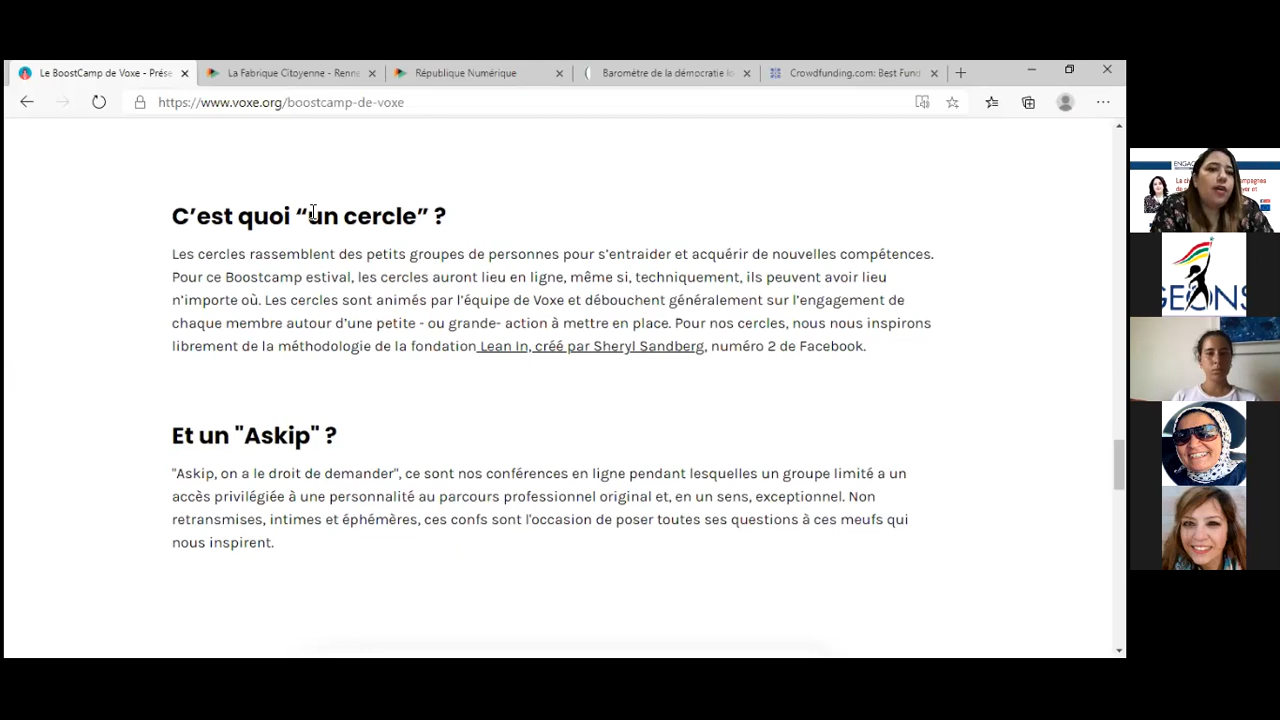 Le BoostCamp de Voxe - Prése
La Fabrique Citoyenne - Renne
République Numérique
Baromètre de la démocratie lo
Crowdfunding.com: Best Fund
https://www.voxe.org/boostcamp-de-voxe
C’est quoi “un cercle” ?
Les cercles rassemblent des petits groupes de personnes pour s’entraider et acquérir de nouvelles compétences.
Pour ce Boostcamp estival, les cercles auront lieu en ligne, même si, techniquement, ils peuvent avoir lieu
n’importe où. Les cercles sont animés par l’équipe de Voxe et débouchent généralement sur l’engagement de
chaque membre autour d’une petite - ou grande- action à mettre en place. Pour nos cercles, nous nous inspirons
librement de la méthodologie de la fondation Lean In, créé par Sheryl Sandberg, numéro 2 de Facebook.
Et un "Askip" ?
"Askip, on a le droit de demander", ce sont nos conférences en ligne pendant lesquelles un groupe limité a un
accès privilégiée à une personnalité au parcours professionnel original et, en un sens, exceptionnel. Non
retransmises, intimes et éphémères, ces confs sont l'occasion de poser toutes ses questions à ces meufs qui
nous inspirent.